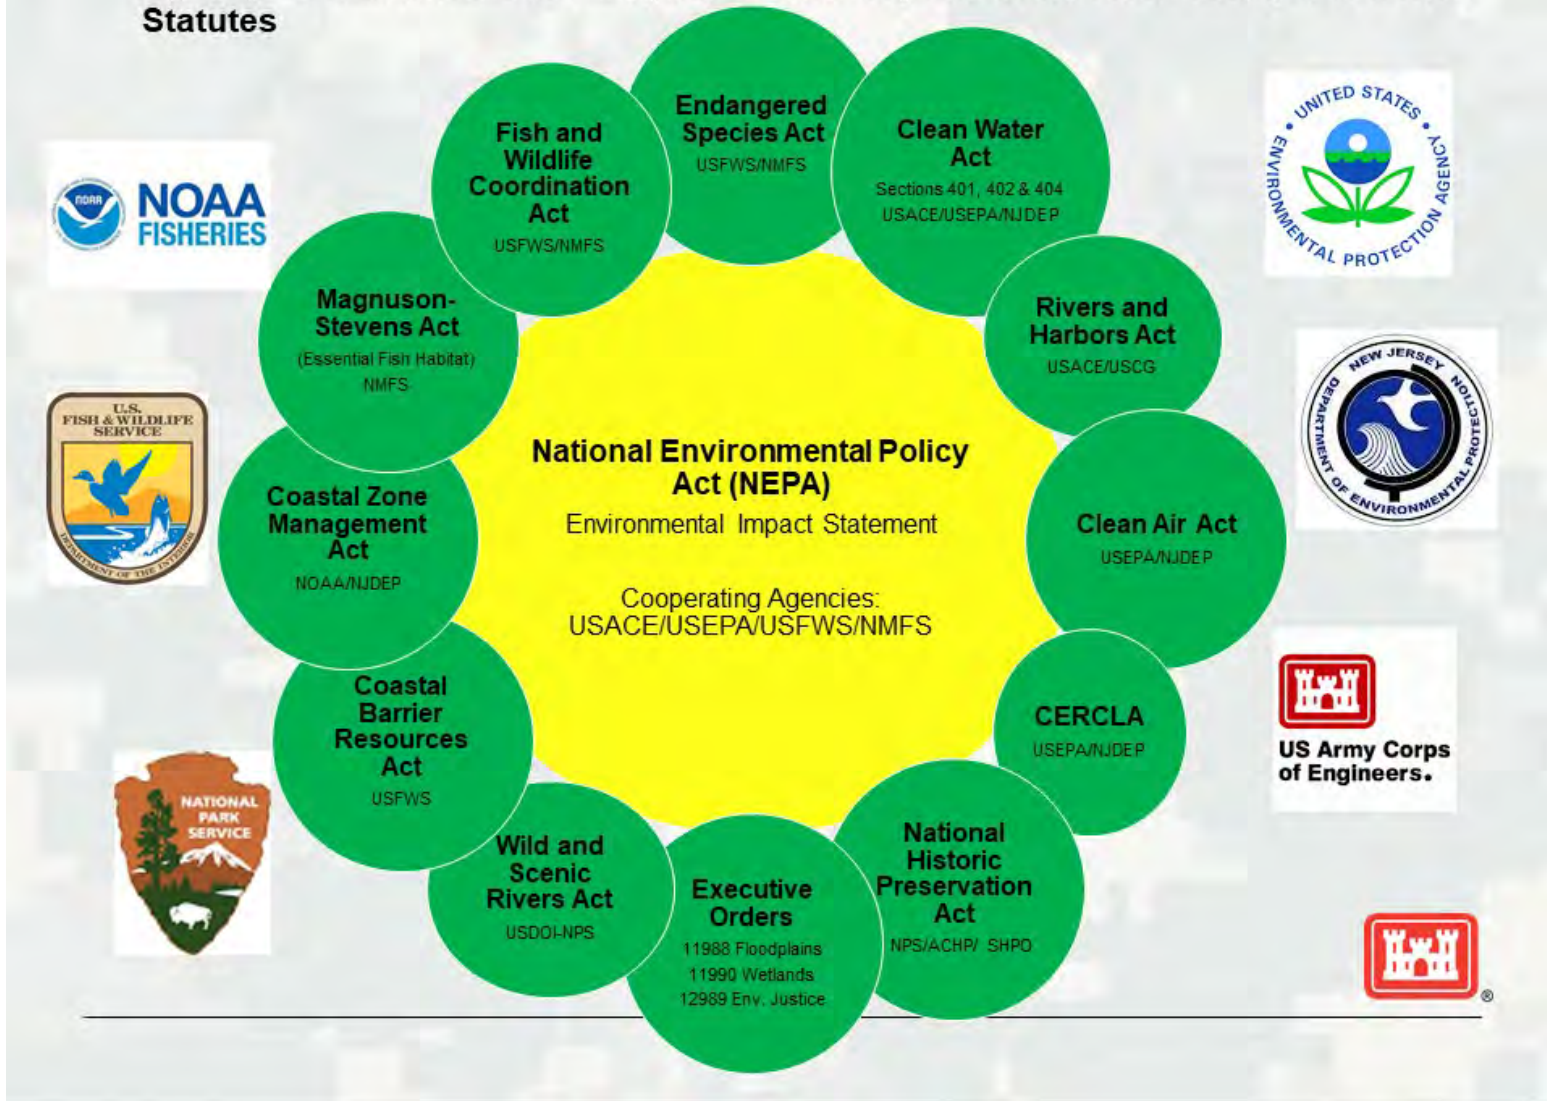 Statutes
Endangered
Species Act
USFWS/NMFS
Clean Water
Act
Sections 401, 402 & 404
USACE/USEPA/NJDEP
Rivers and
Harbors Act
USACE/USCG
Clean Air Act
USEPA/NJDEP
CERCLA
USEPA/NJDEP
National
Historic
Preservation
Act
NPS/ACHP/ SHPO
Executive
Orders
11988 Floodplains
11990 Wetlands
12989 Env. Justice
Wild and
Scenic
Rivers Act
USDOI-NPS
Coastal
Barrier
Resources
Act
USFWS
Coastal Zone
Management
Act
NOAA/NJDEP
Magnuson-
Stevens Act
(Essential Fish Habitat)
NMFS
Fish and
Wildlife
Coordination
Act
USFWS/NMFS
National Environmental Policy
Act (NEPA)
Environmental Impact Statement
Cooperating Agencies:
USACE/USEPA/USFWS/NMFS
NOAA
NOAA
FISHERIES
U.S.
FISH & WILDLIFE
SERVICE
DEPARTMENT OF THE INTERIOR
NATIONAL
PARK
SERVICE
UNITED STATES
ENVIRONMENTAL PROTECTION AGENCY
NEW JERSEY
DEPARTMENT OF ENVIRONMENTAL PROTECTION
US Army Corps
of Engineers.
®